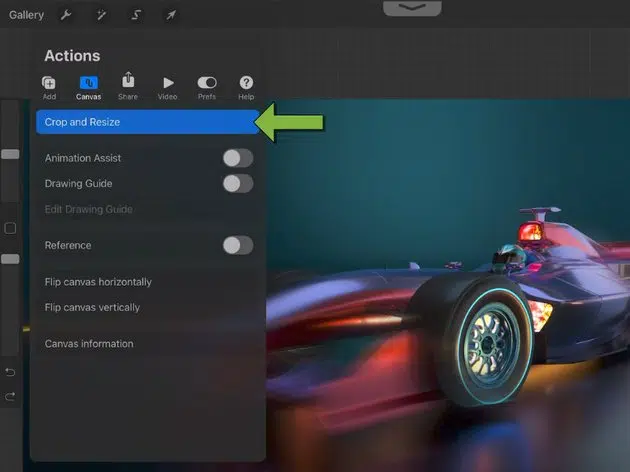 Gallery
Actions
Add Canvas Share Video Prefs Help
Crop and Resize
Animation Assist
Drawing Guide
Edit Drawing Guide
Reference
Flip canvas horizontally
Flip canvas vertically
Canvas information